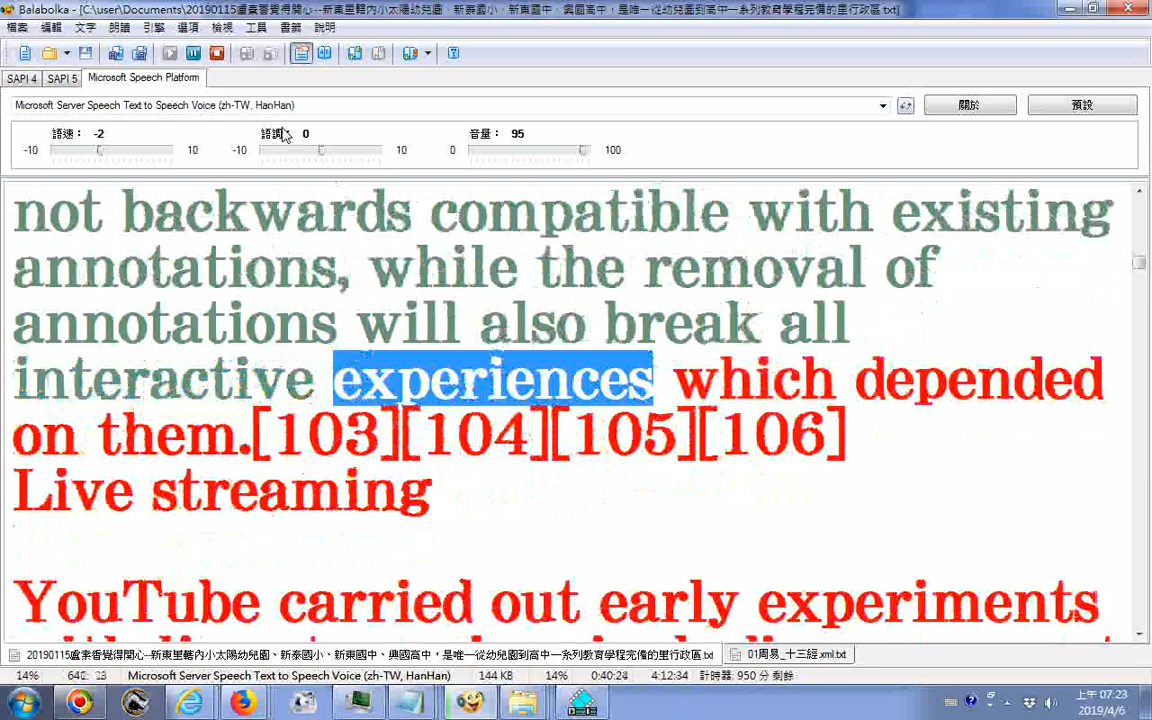 Balabolka - [C:\user\Documents\20190115盧素香覺得開心--新東里轄內小太陽幼兒園、新泰國小、新東國中、興國高中，是唯一從幼兒園到高中一系列教育學程完備的里行政區.txt]
檔案 編輯 文字 朗讀 引擎 選項 檢視 工具 書籤 說明
SAPI 4 SAPI 5 Microsoft Speech Platform
Microsoft Server Speech Text to Speech Voice (zh-TW, HanHan) 關於 預設
語速： -2 語調： 0 音量： 95
-10 10 -10 10 0 100
not backwards compatible with existing
annotations, while the removal of
annotations will also break all
interactive experiences which depended
on them.[103][104][105][106]
Live streaming
YouTube carried out early experiments
20190115盧素香覺得開心--新東里轄內小太陽幼兒園、新泰國小、新東國中、興國高中，是唯一從幼兒園到高中一系列教育學程完備的里行政區.txt 01周易_十三經.xml.txt
14% Microsoft Server Speech Text to Speech Voice (zh-TW, HanHan) 144 KB 14% 0:40:24 4:12:34 計時器： 950 分 剩餘
上午 07:23
2019/4/6